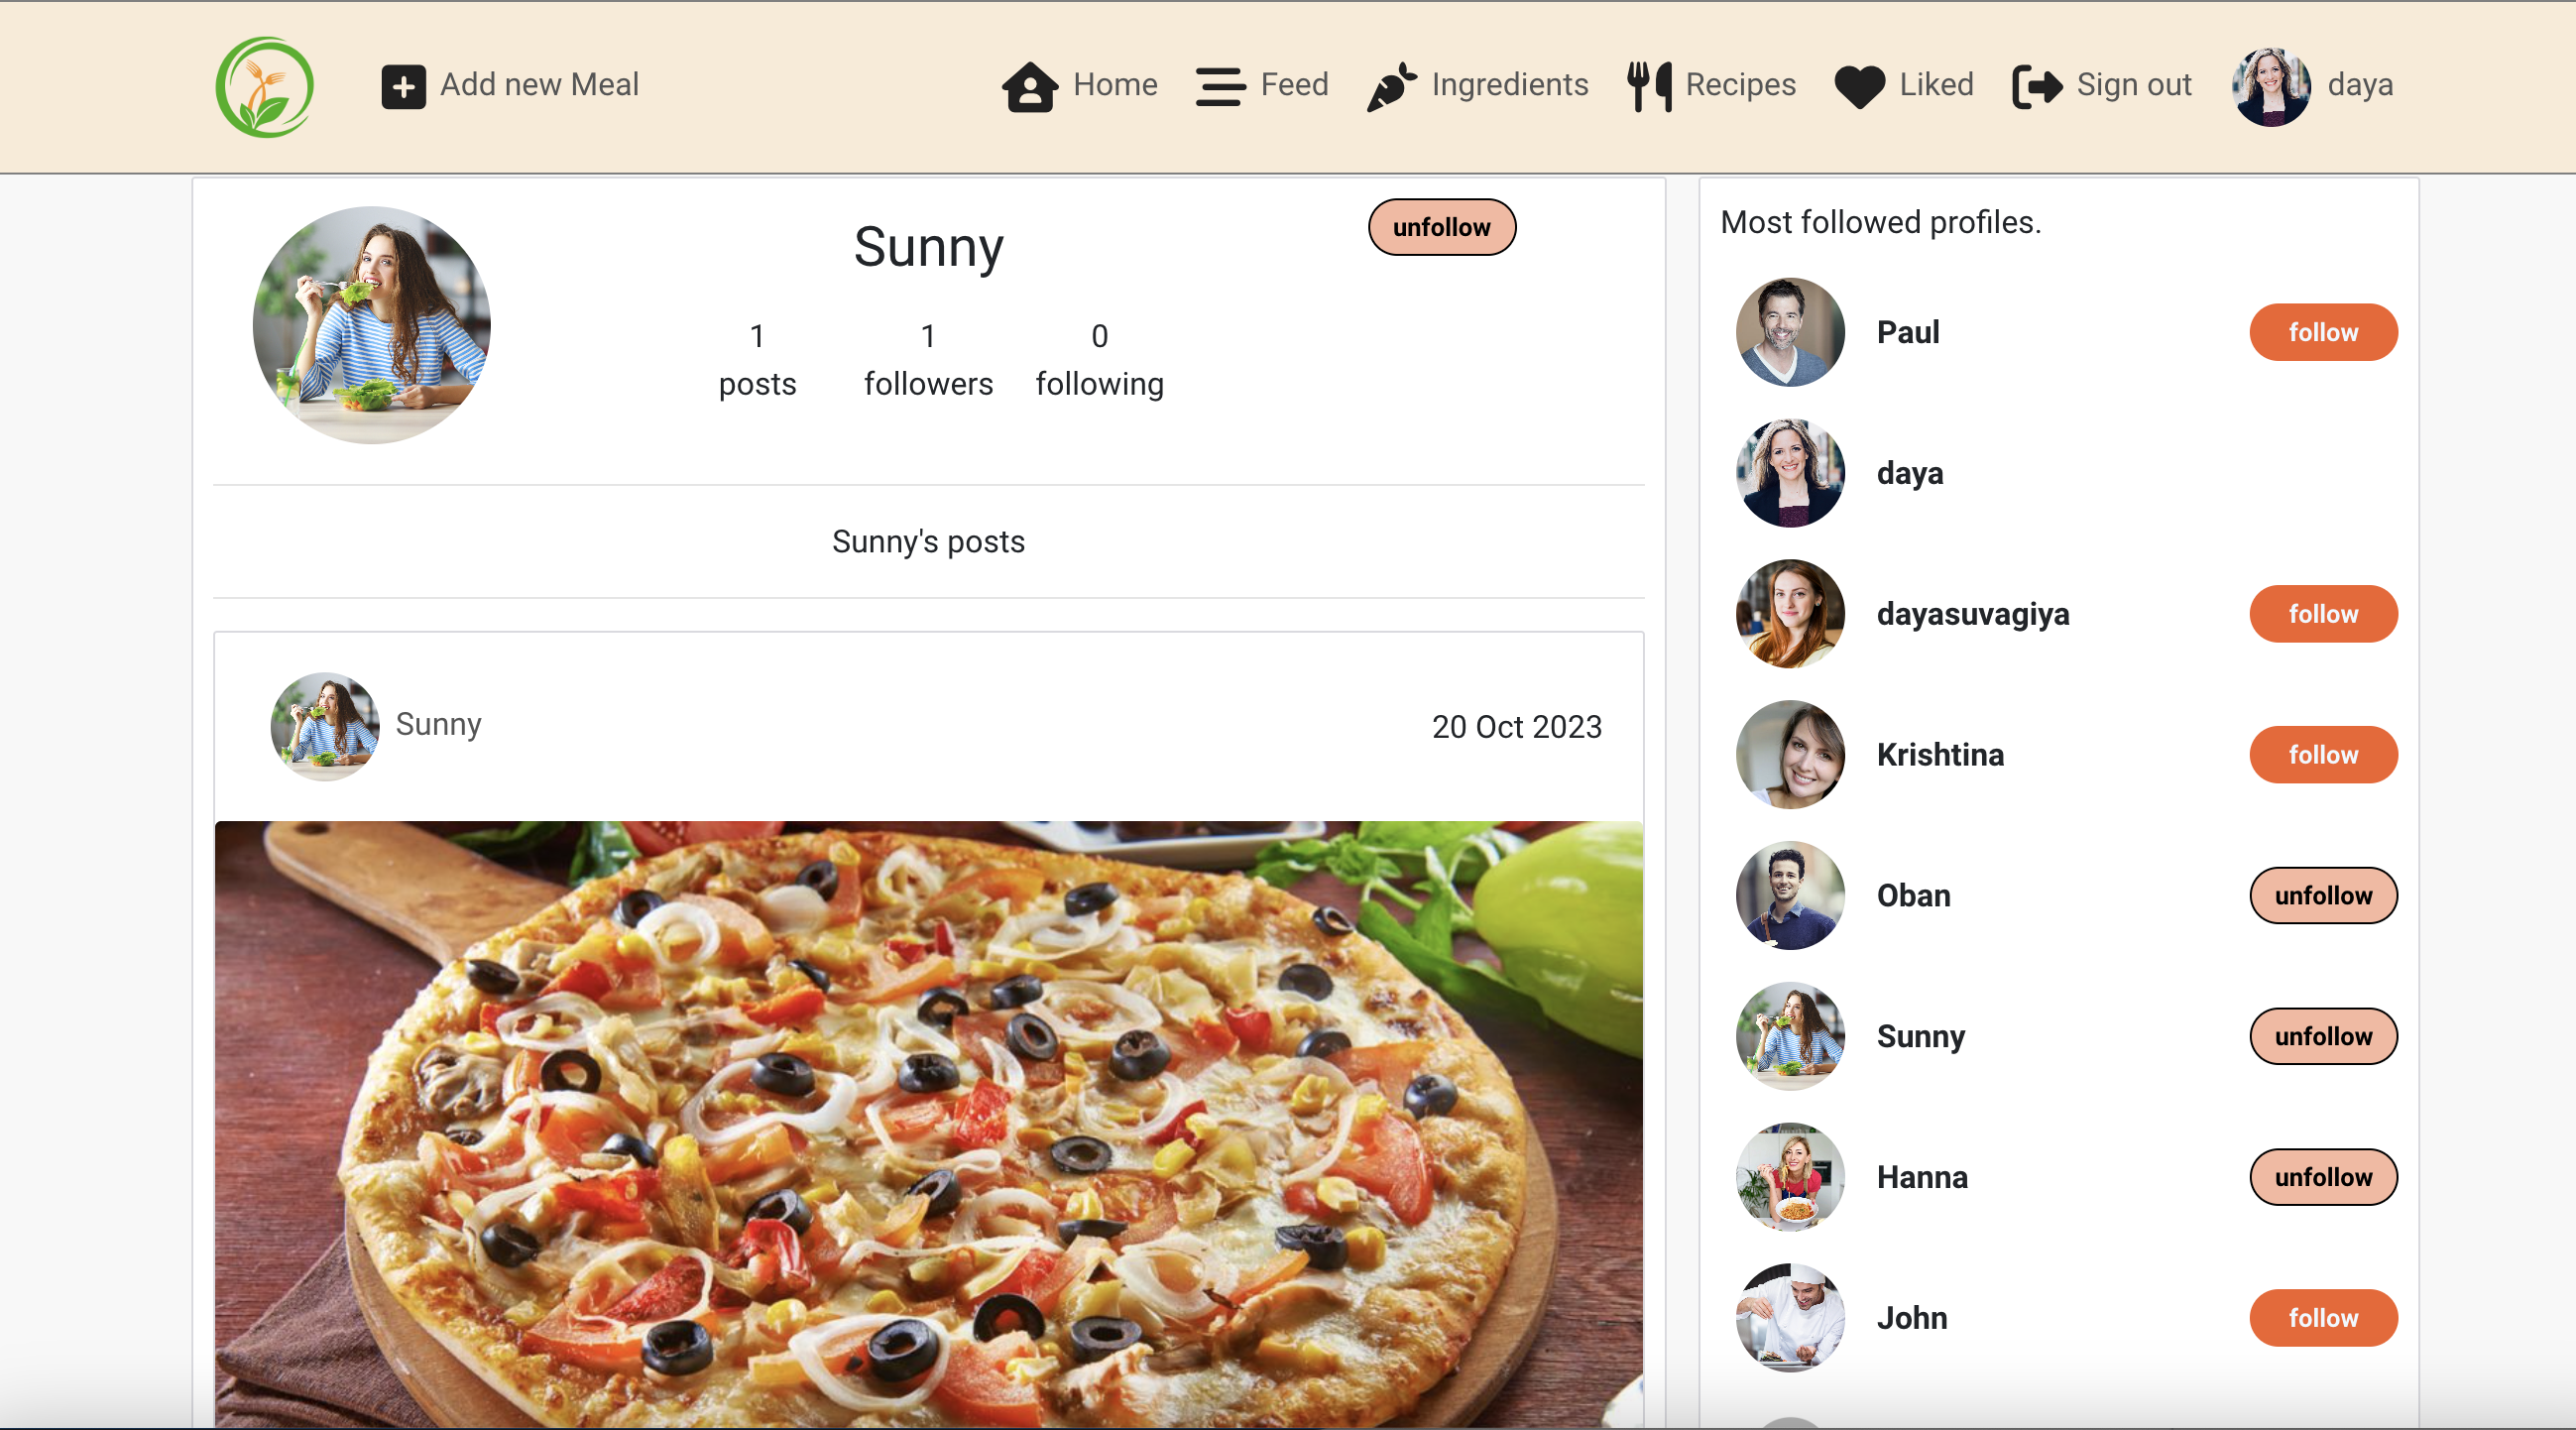 Add new Meal
Home Feed Ingredients Recipes Liked Sign out daya
Sunny
unfollow
1 1 0
posts followers following
Sunny's posts
Sunny
20 Oct 2023
Most followed profiles.
Paul follow
daya
dayasuvagiya follow
Krishtina follow
Oban unfollow
Sunny unfollow
Hanna unfollow
John follow